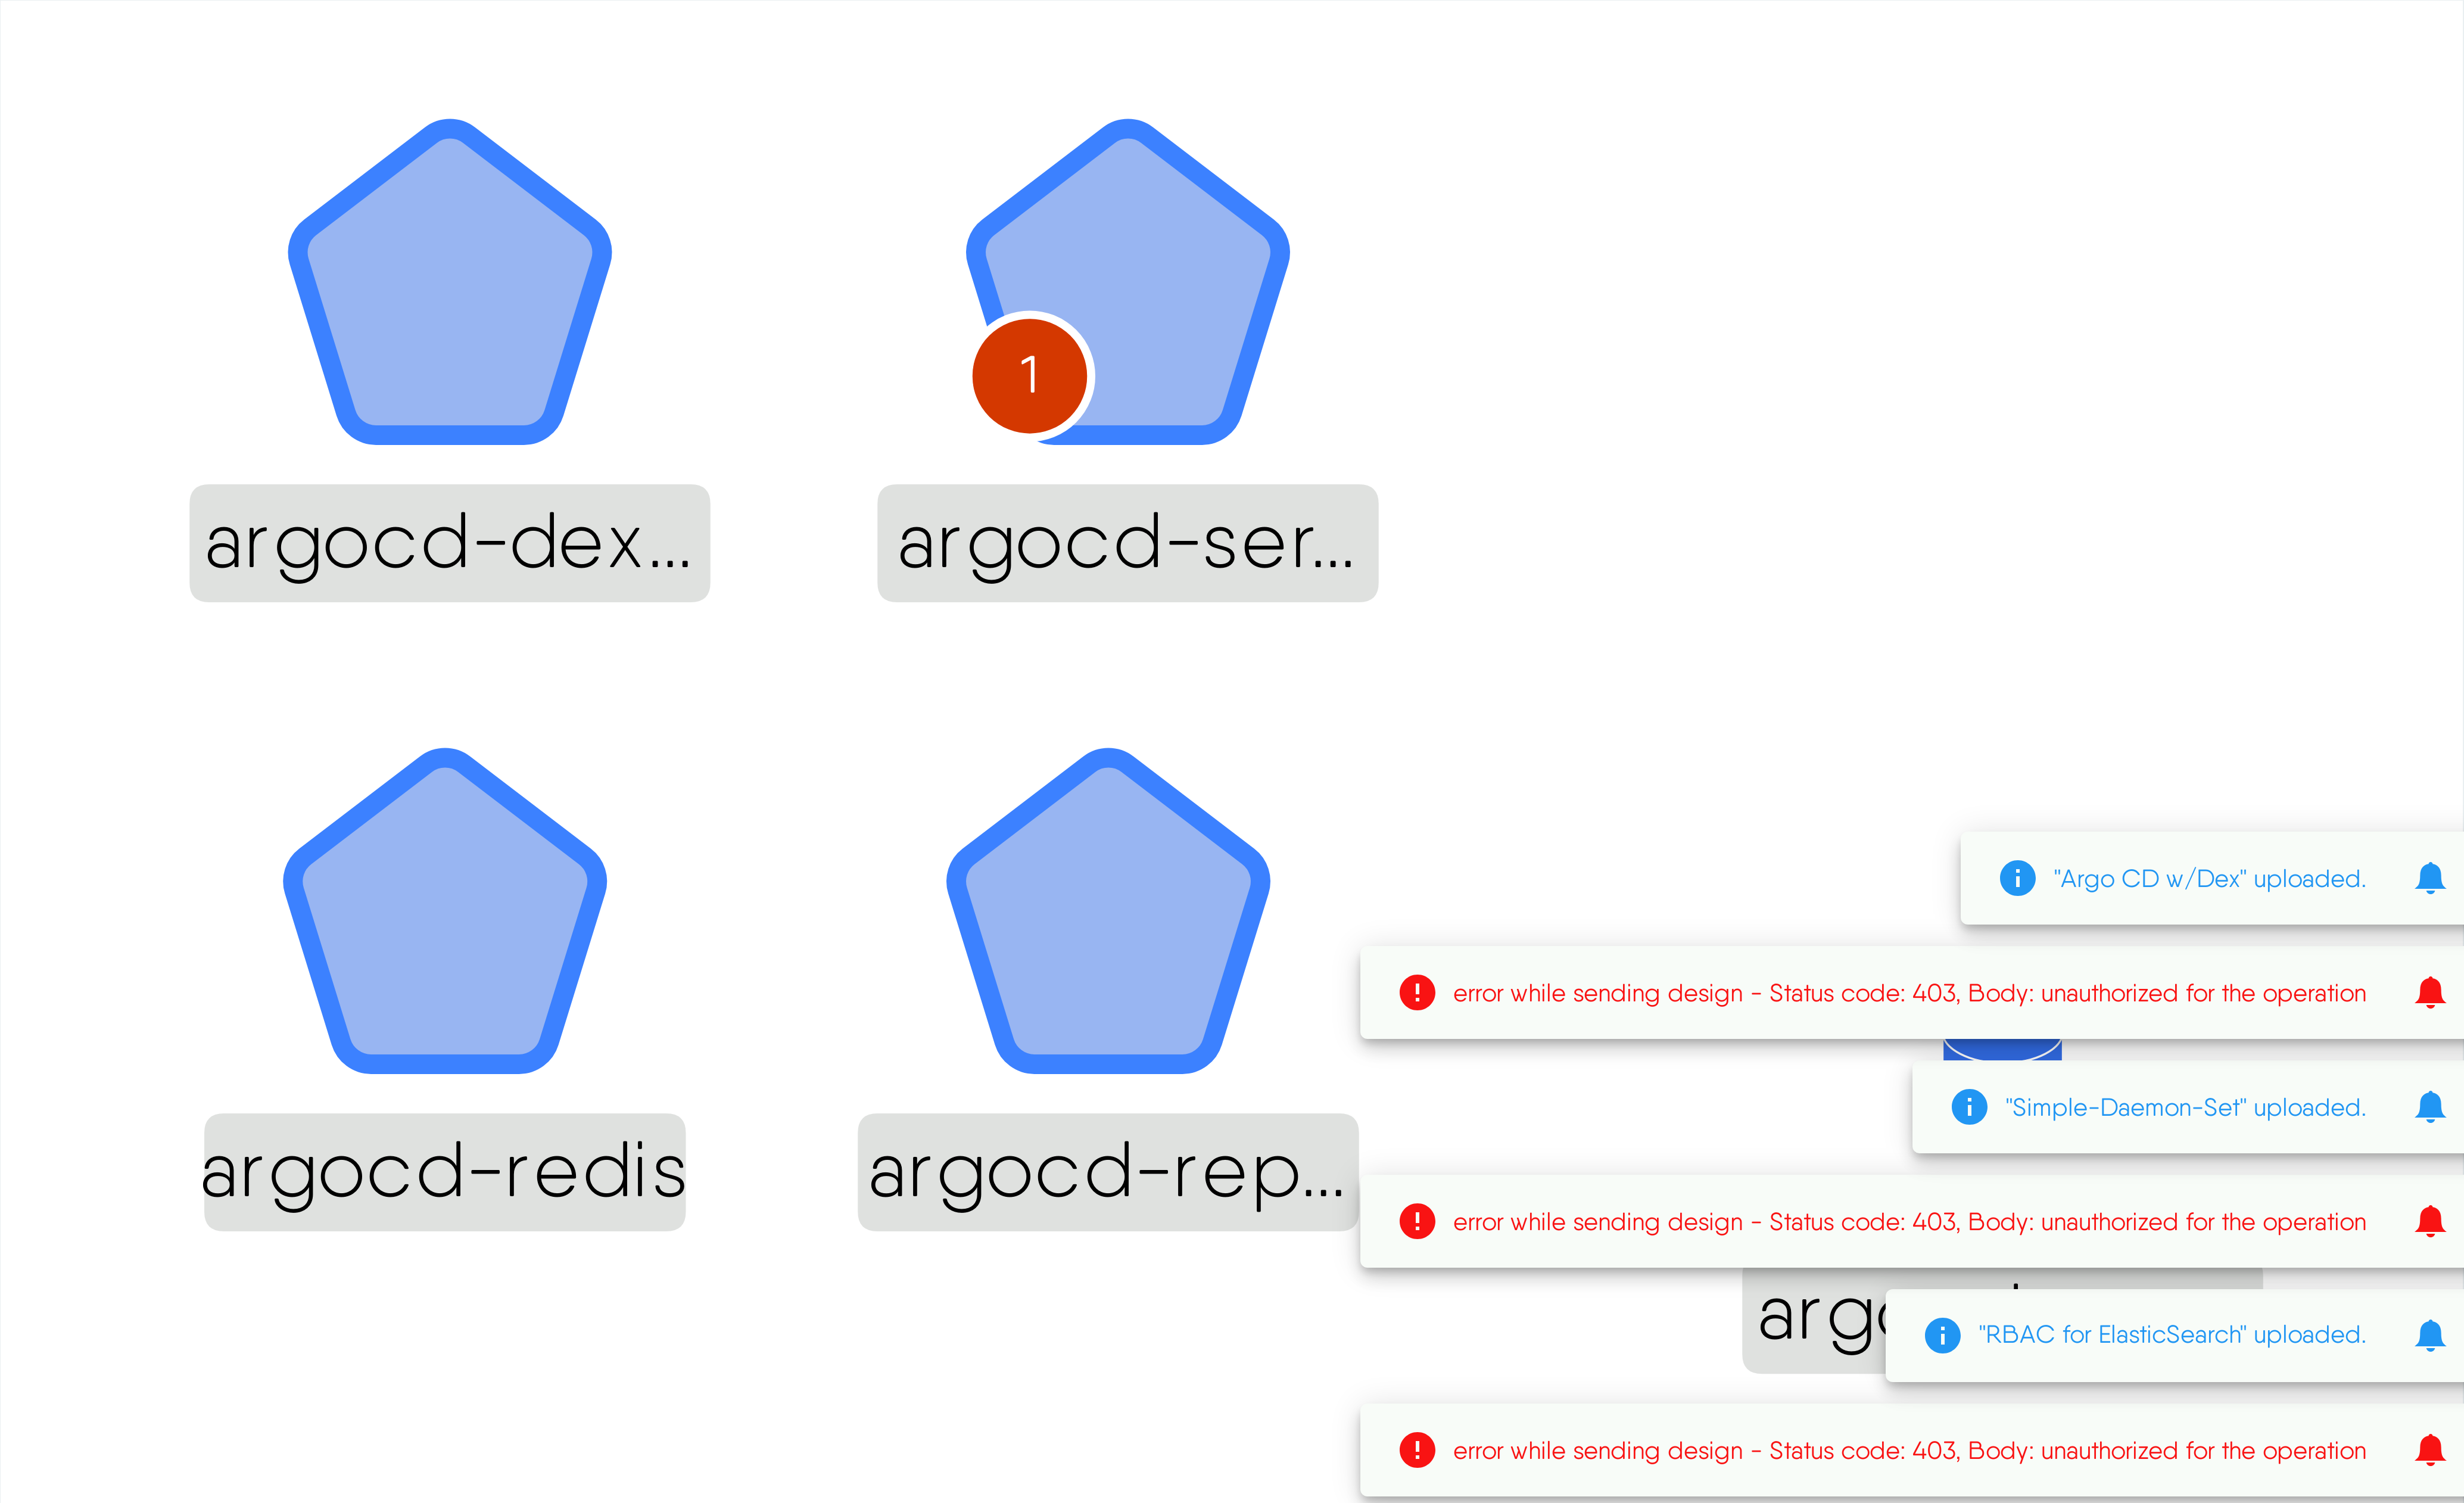 1
argocd-dex...
argocd-ser...
"Argo CD w/Dex" uploaded.
error while sending design - Status code: 403, Body: unauthorized for the operation
"Simple-Daemon-Set" uploaded.
argocd-redis
argocd-rep...
error while sending design - Status code: 403, Body: unauthorized for the operation
"RBAC for ElasticSearch" uploaded.
error while sending design - Status code: 403, Body: unauthorized for the operation